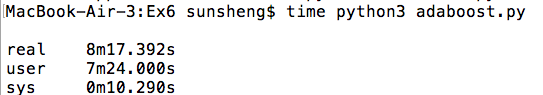 MacBook-Air-3:Ex6 sunsheng$ time python3 adaboost.py
real 8m17.392s
user 7m24.000s
sys 0m10.290s